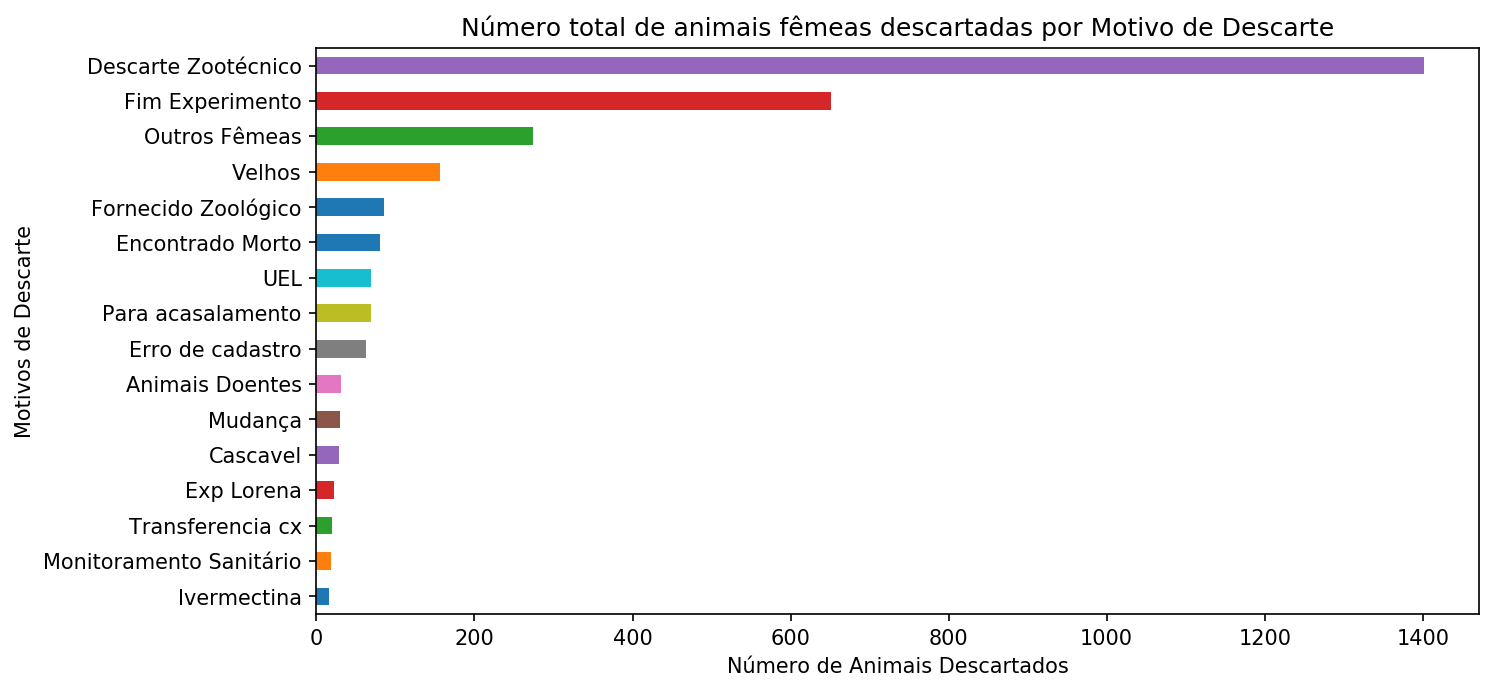 Número total de animais fêmeas descartadas por Motivo de Descarte
Motivos de Descarte
Descarte Zootécnico
Fim Experimento
Outros Fêmeas
Velhos
Fornecido Zoológico
Encontrado Morto
UEL
Para acasalamento
Erro de cadastro
Animais Doentes
Mudança
Cascavel
Exp Lorena
Transferencia cx
Monitoramento Sanitário
Ivermectina
0 200 400 600 800 1000 1200 1400
Número de Animais Descartados